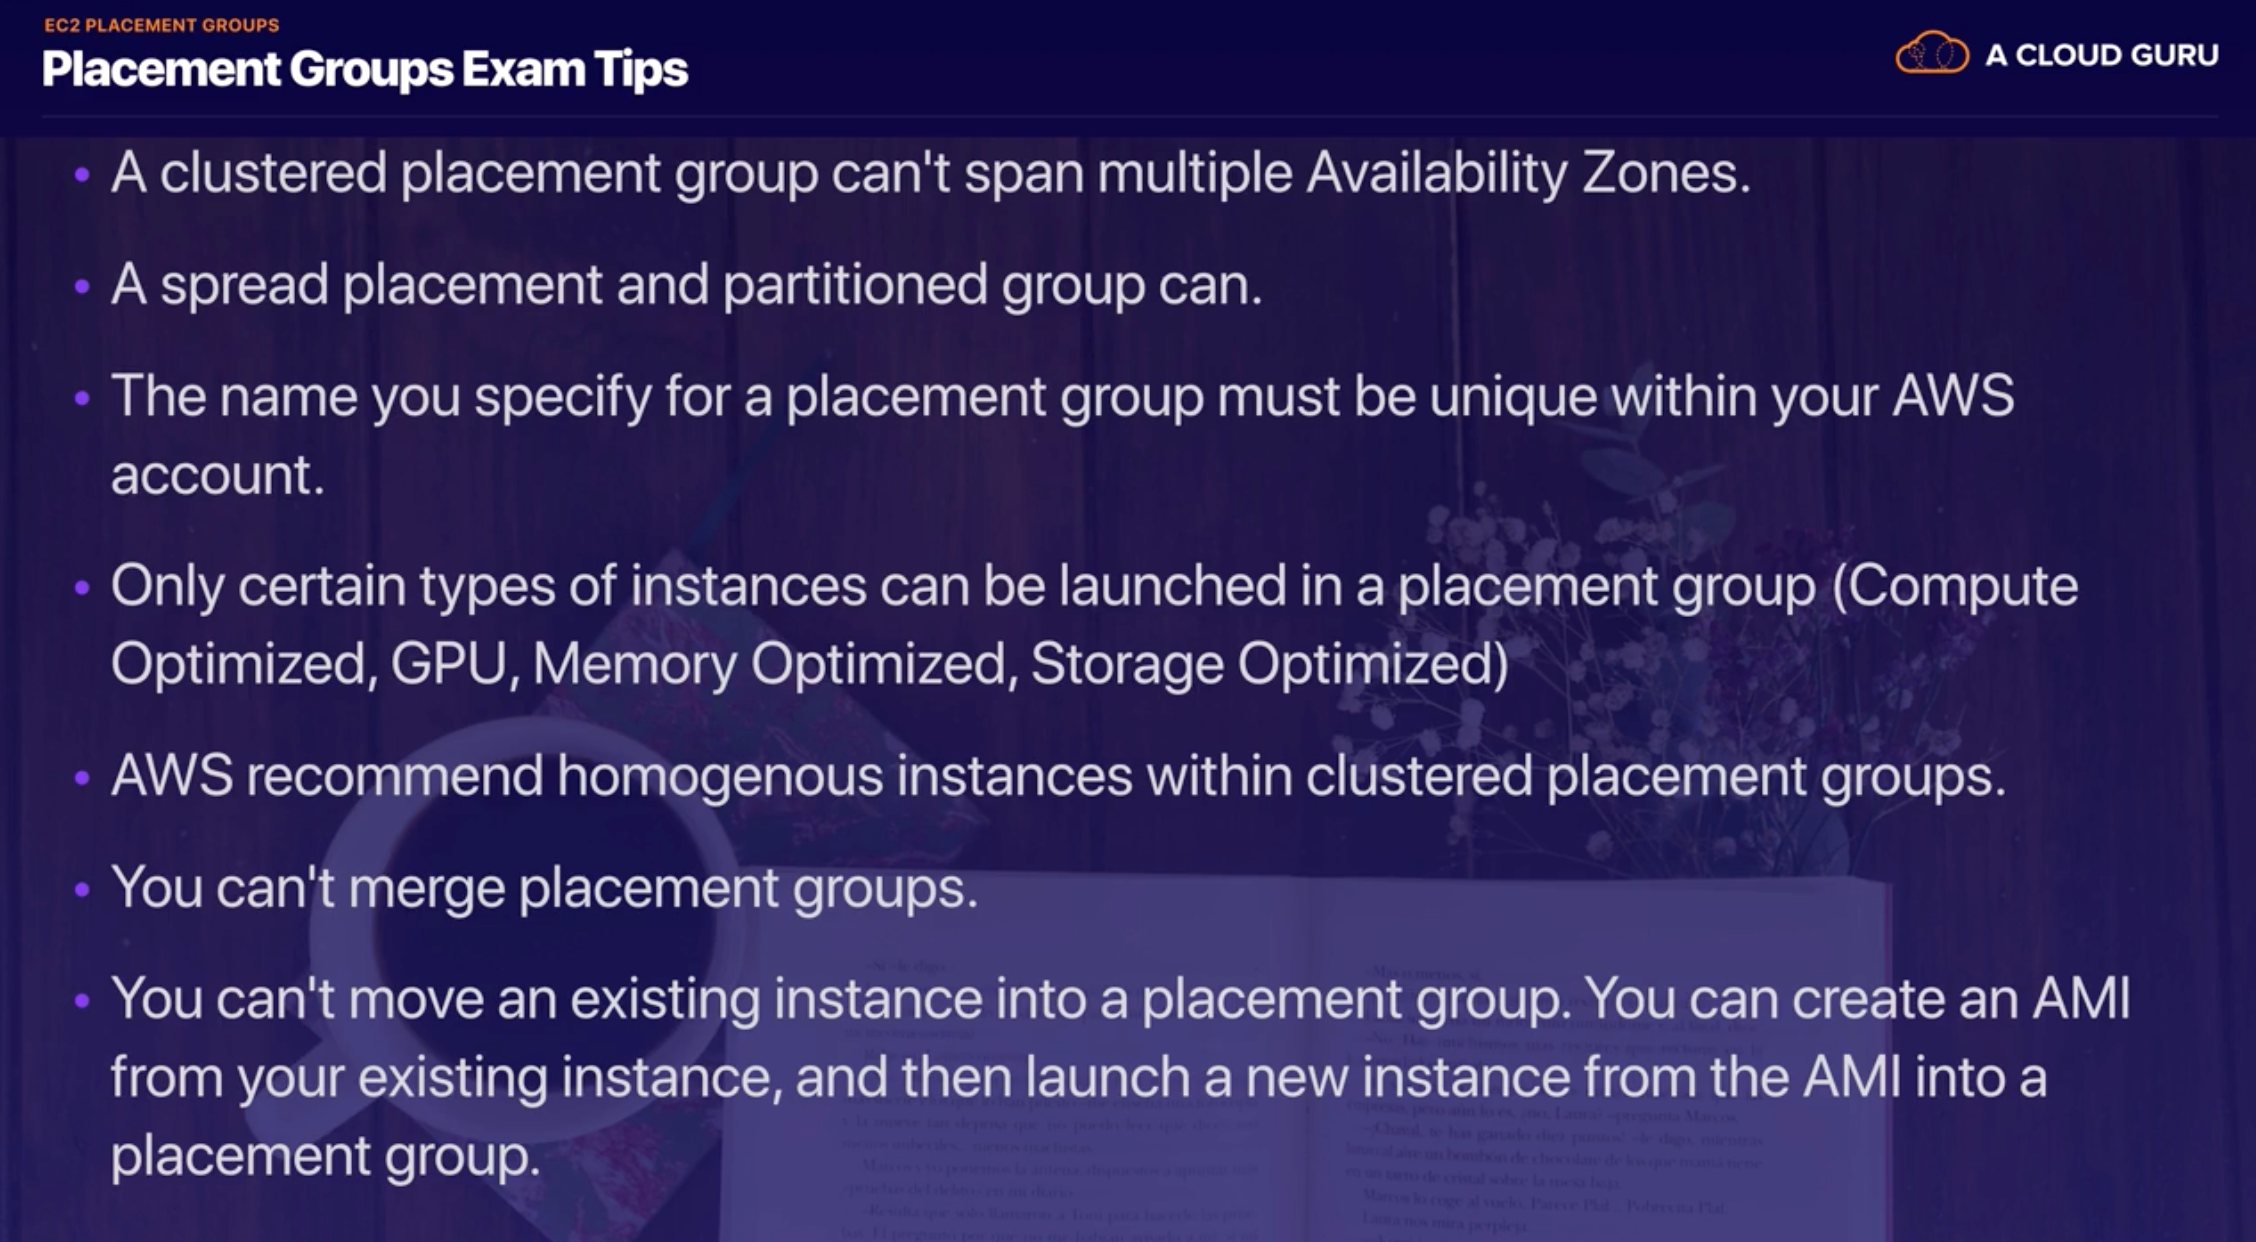 EC2 PLACEMENT GROUPS
Placement Groups Exam Tips
A CLOUD GURU
• A clustered placement group can't span multiple Availability Zones.
• A spread placement and partitioned group can.
• The name you specify for a placement group must be unique within your AWS
account.
• Only certain types of instances can be launched in a placement group (Compute
Optimized, GPU, Memory Optimized, Storage Optimized)
• AWS recommend homogenous instances within clustered placement groups.
• You can't merge placement groups.
• You can't move an existing instance into a placement group. You can create an AMI
from your existing instance, and then launch a new instance from the AMI into a
placement group.